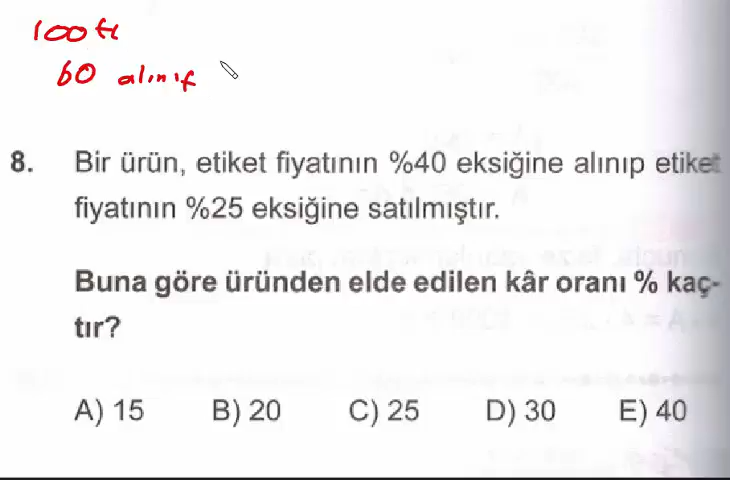 100 tl
60 alınıp
8. Bir ürün, etiket fiyatının %40 eksiğine alınıp etiket
fiyatının %25 eksiğine satılmıştır.
Buna göre üründen elde edilen kâr oranı % kaç-
tır?
A) 15 B) 20 C) 25 D) 30 E) 40